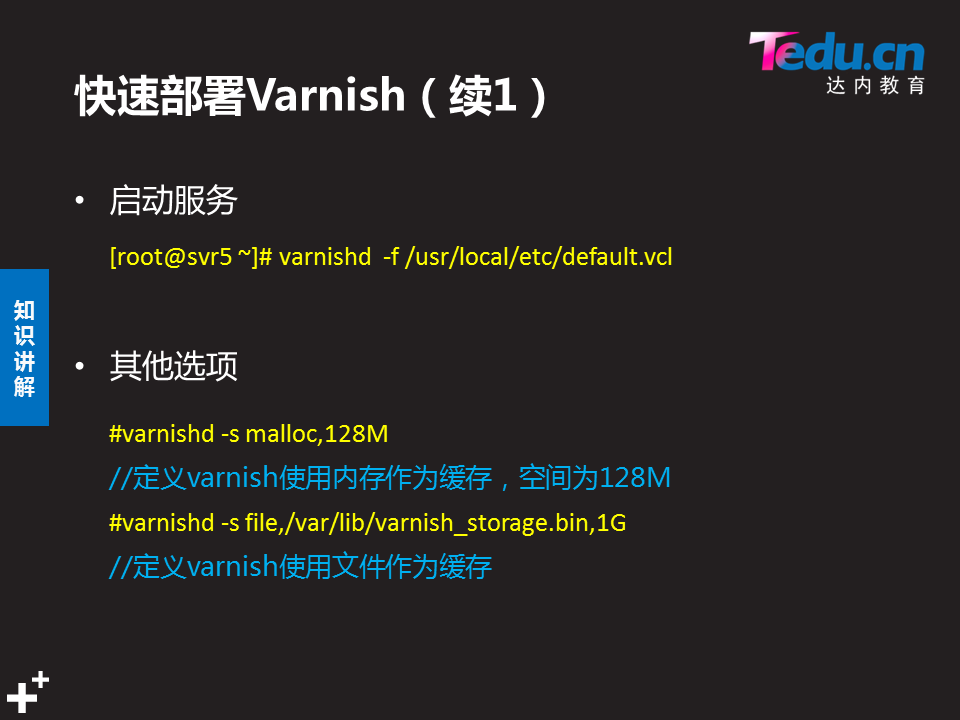 Tedu.cn
达内教育
快速部署Varnish（续1）
• 启动服务
[root@svr5 ~]# varnishd -f /usr/local/etc/default.vcl
知识讲解
• 其他选项
#varnishd -s malloc,128M
//定义varnish使用内存作为缓存，空间为128M
#varnishd -s file,/var/lib/varnish_storage.bin,1G
//定义varnish使用文件作为缓存